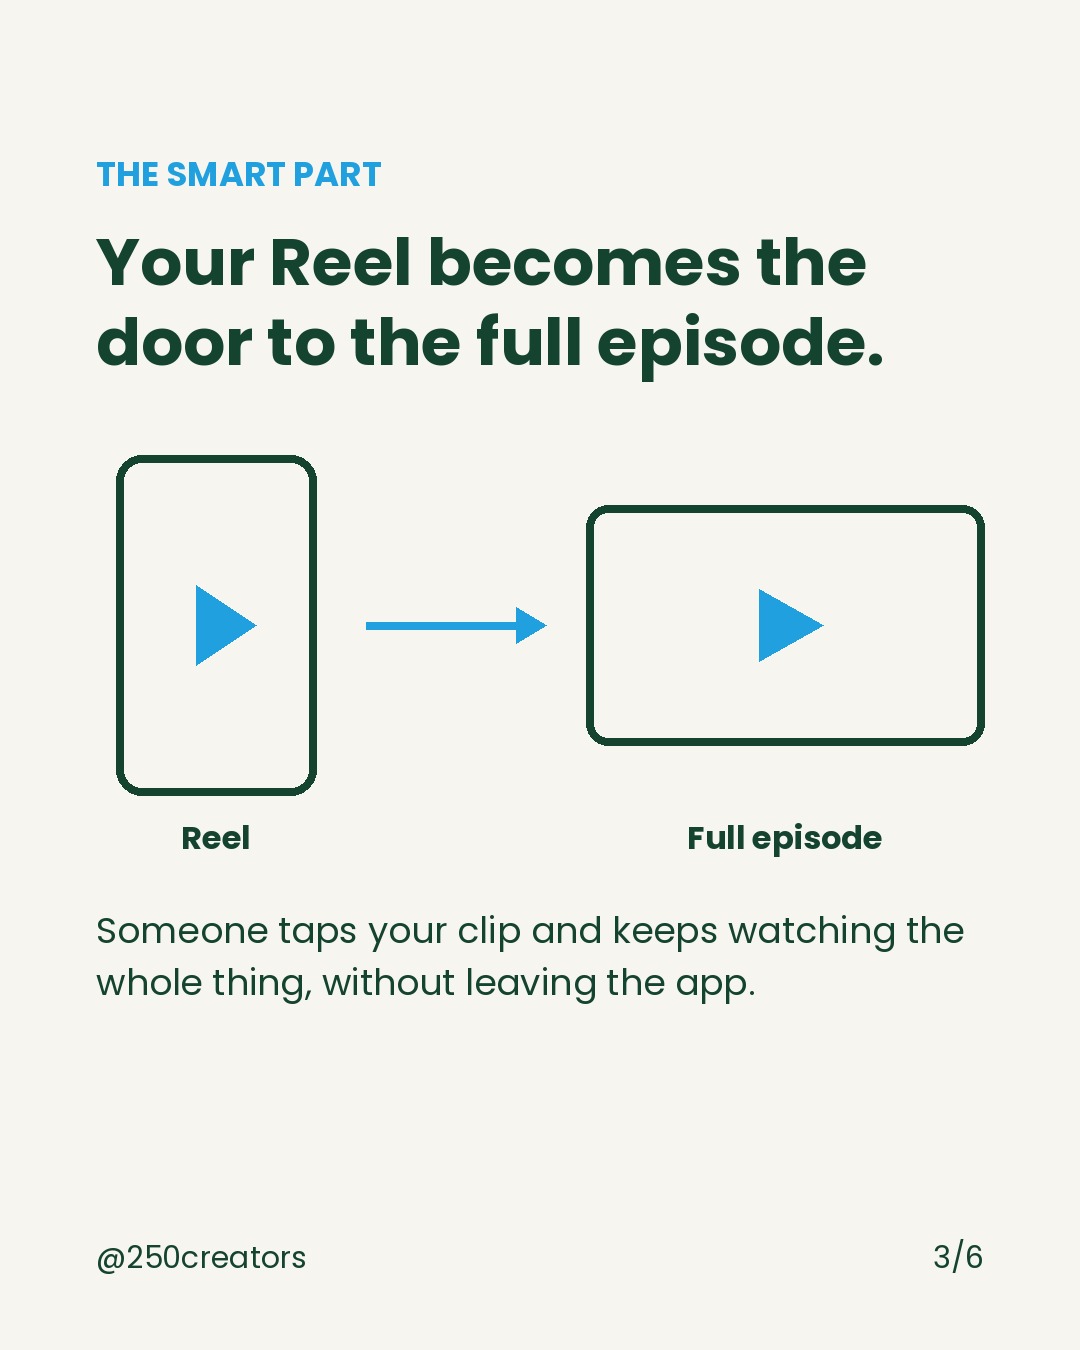 THE SMART PART
Your Reel becomes the
door to the full episode.
Reel
Full episode
Someone taps your clip and keeps watching the
whole thing, without leaving the app.
@250creators
3/6